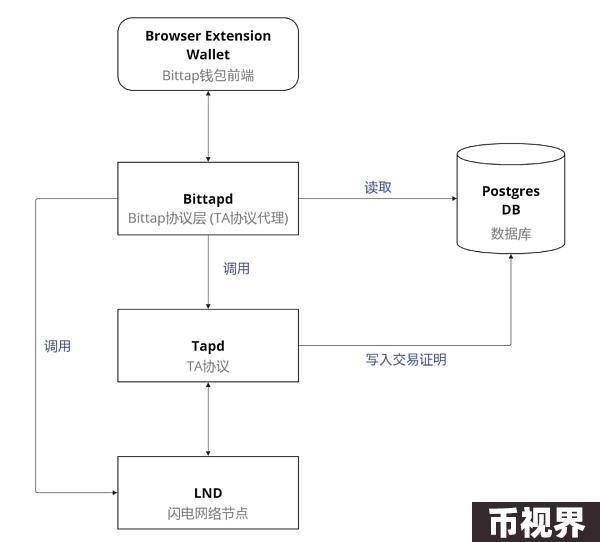 Browser Extension
Wallet
Bittap钱包前端
Bittapd
Bittap协议层 (TA协议代理)
读取
Postgres
DB
数据库
调用
调用
Tapd
TA协议
写入交易证明
LND
闪电网络节点
币视界